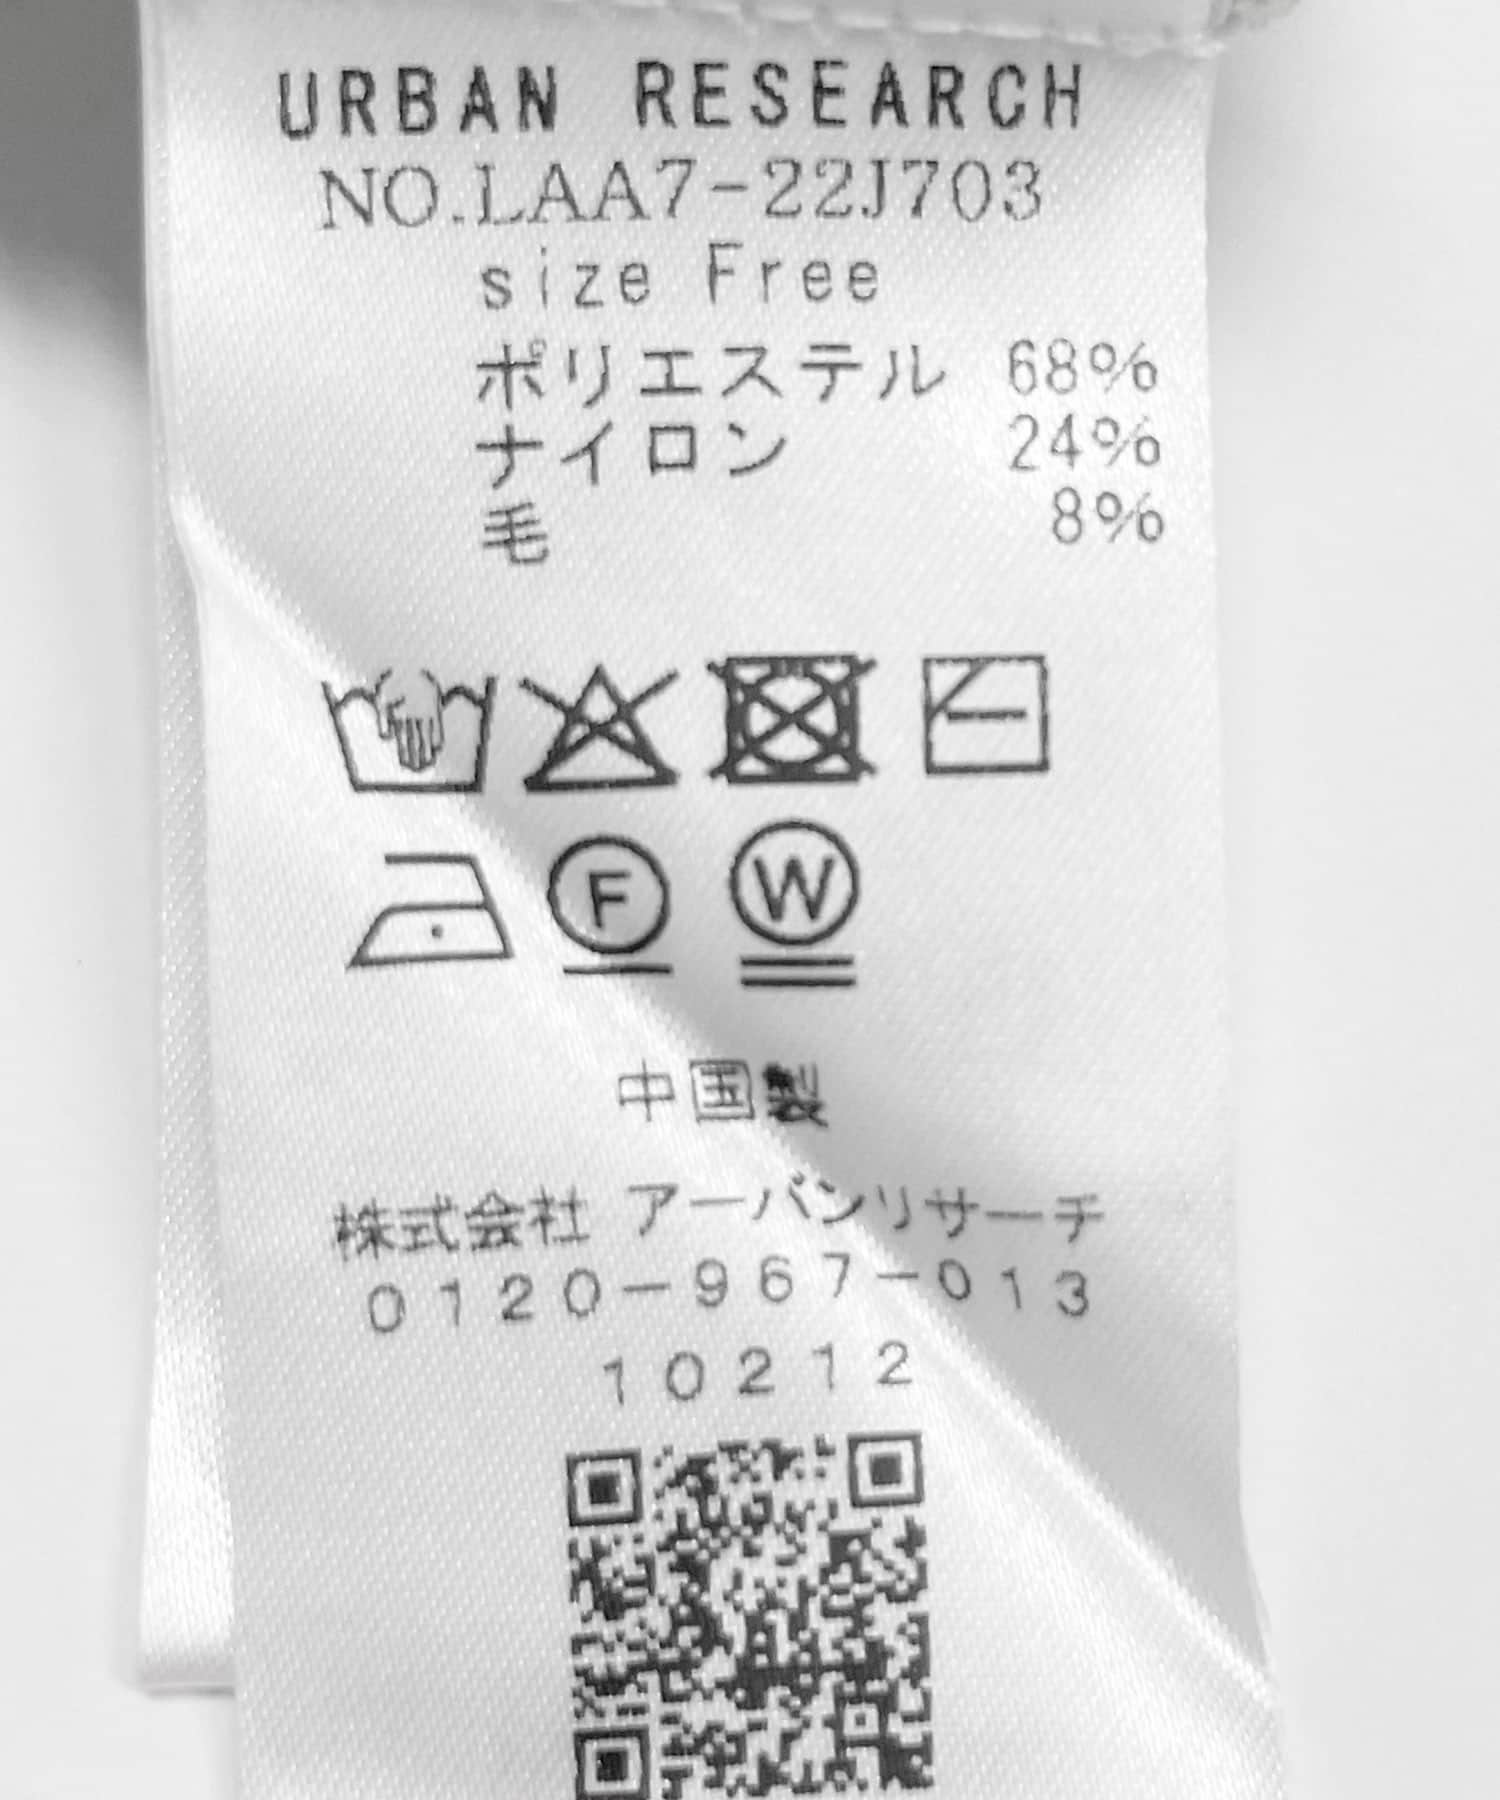 URBAN RESEARCH
NO.LAA7-22J703
size Free
ポリエステル 68%
ナイロン 24%
毛 8%
F W
中国製
株式会社 アーバンリサーチ
0120-967-013
10212